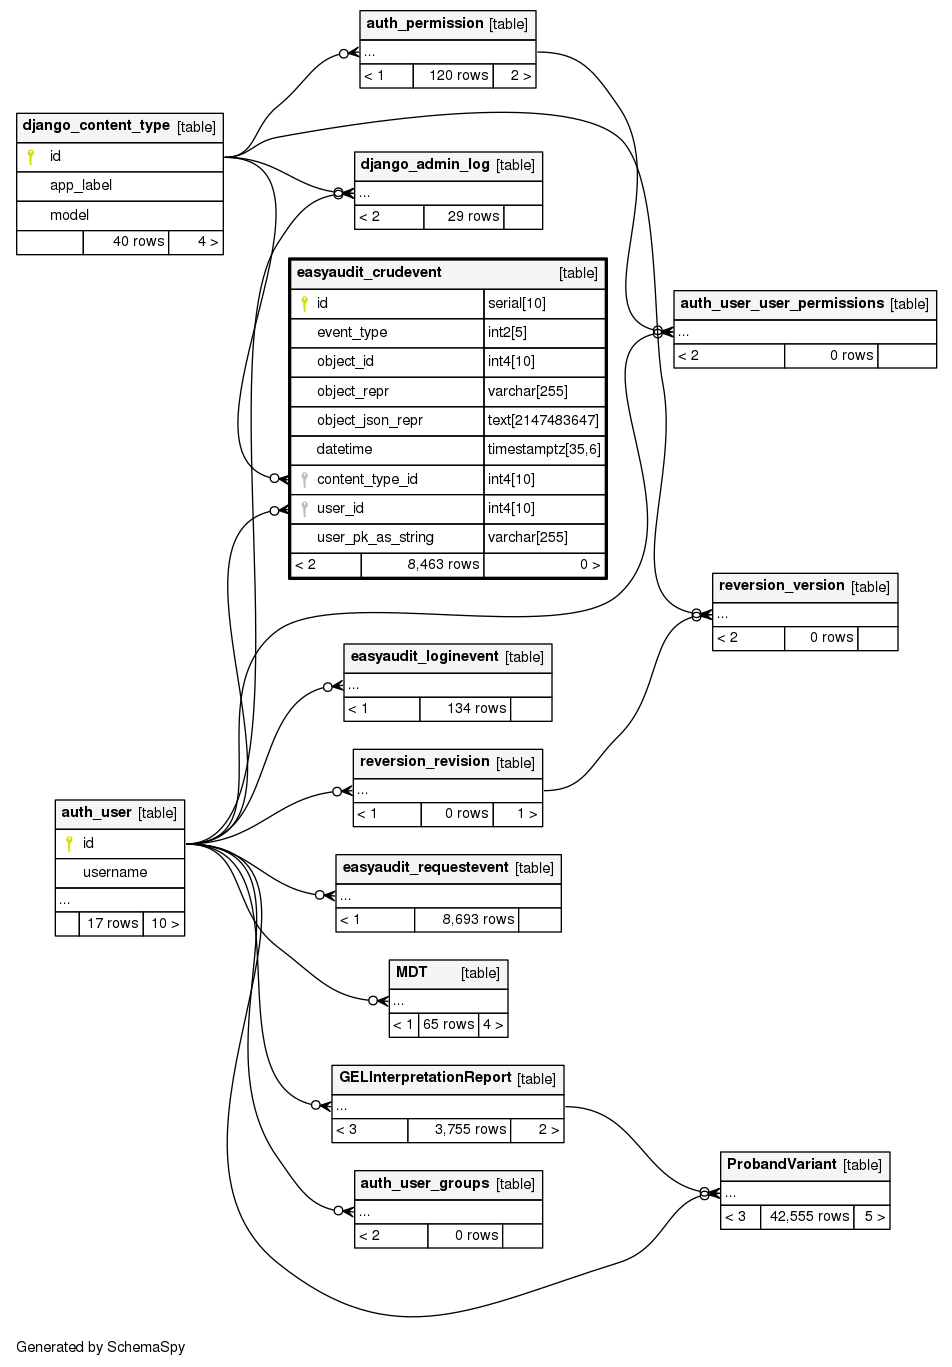 auth_permission [table]
...
< 1 120 rows 2 >
django_content_type [table]
id
app_label
model
40 rows 4 >
django_admin_log [table]
...
< 2 29 rows
easyaudit_crudevent [table]
id serial[10]
event_type int2[5]
object_id int4[10]
object_repr varchar[255]
object_json_repr text[2147483647]
datetime timestamptz[35,6]
content_type_id int4[10]
user_id int4[10]
user_pk_as_string varchar[255]
< 2 8,463 rows 0 >
auth_user_user_permissions [table]
...
< 2 0 rows
reversion_version [table]
...
< 2 0 rows
easyaudit_loginevent [table]
...
< 1 134 rows
reversion_revision [table]
...
< 1 0 rows 1 >
auth_user [table]
id
username
...
17 rows 10 >
easyaudit_requestevent [table]
...
< 1 8,693 rows
MDT [table]
...
< 1 65 rows 4 >
GELInterpretationReport [table]
...
< 3 3,755 rows 2 >
ProbandVariant [table]
...
< 3 42,555 rows 5 >
auth_user_groups [table]
...
< 2 0 rows
Generated by SchemaSpy